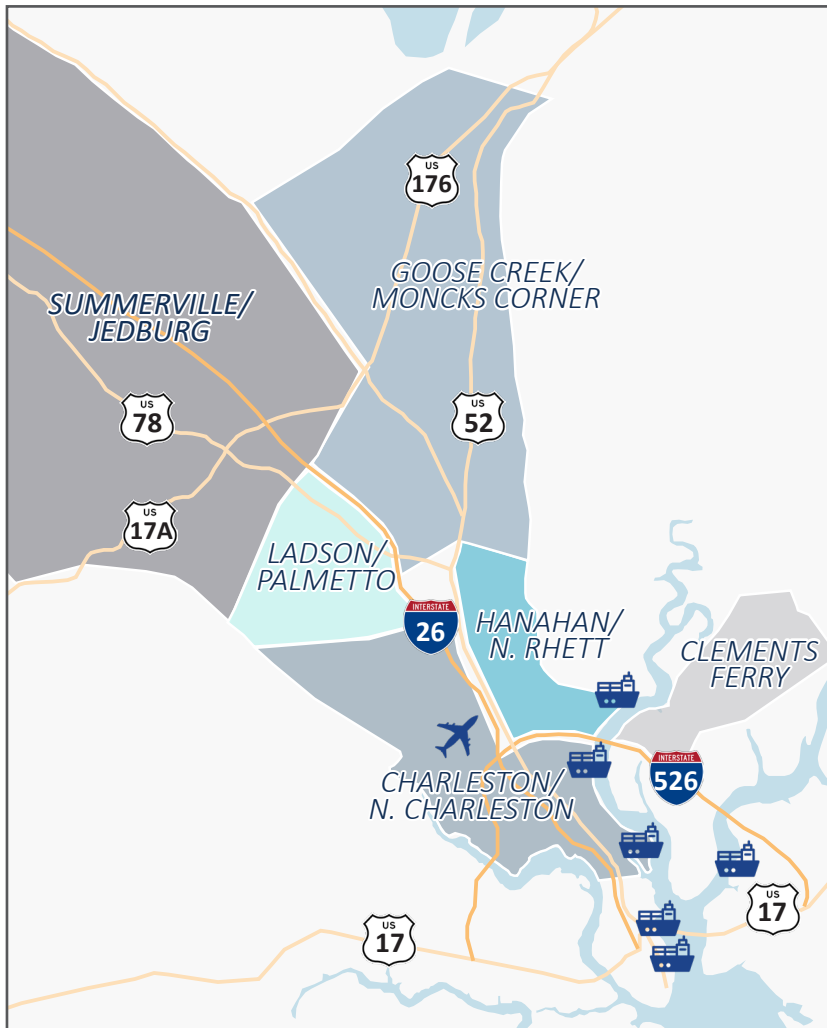 US
176
GOOSE CREEK/
MONCKS CORNER
SUMMERVILLE/
JEDBURG
US
78
US
52
US
17A
LADSON/
PALMETTO
INTERSTATE
26
HANAHAN/
N. RHETT
CLEMENTS
FERRY
INTERSTATE
526
CHARLESTON/
N. CHARLESTON
US
17
US
17